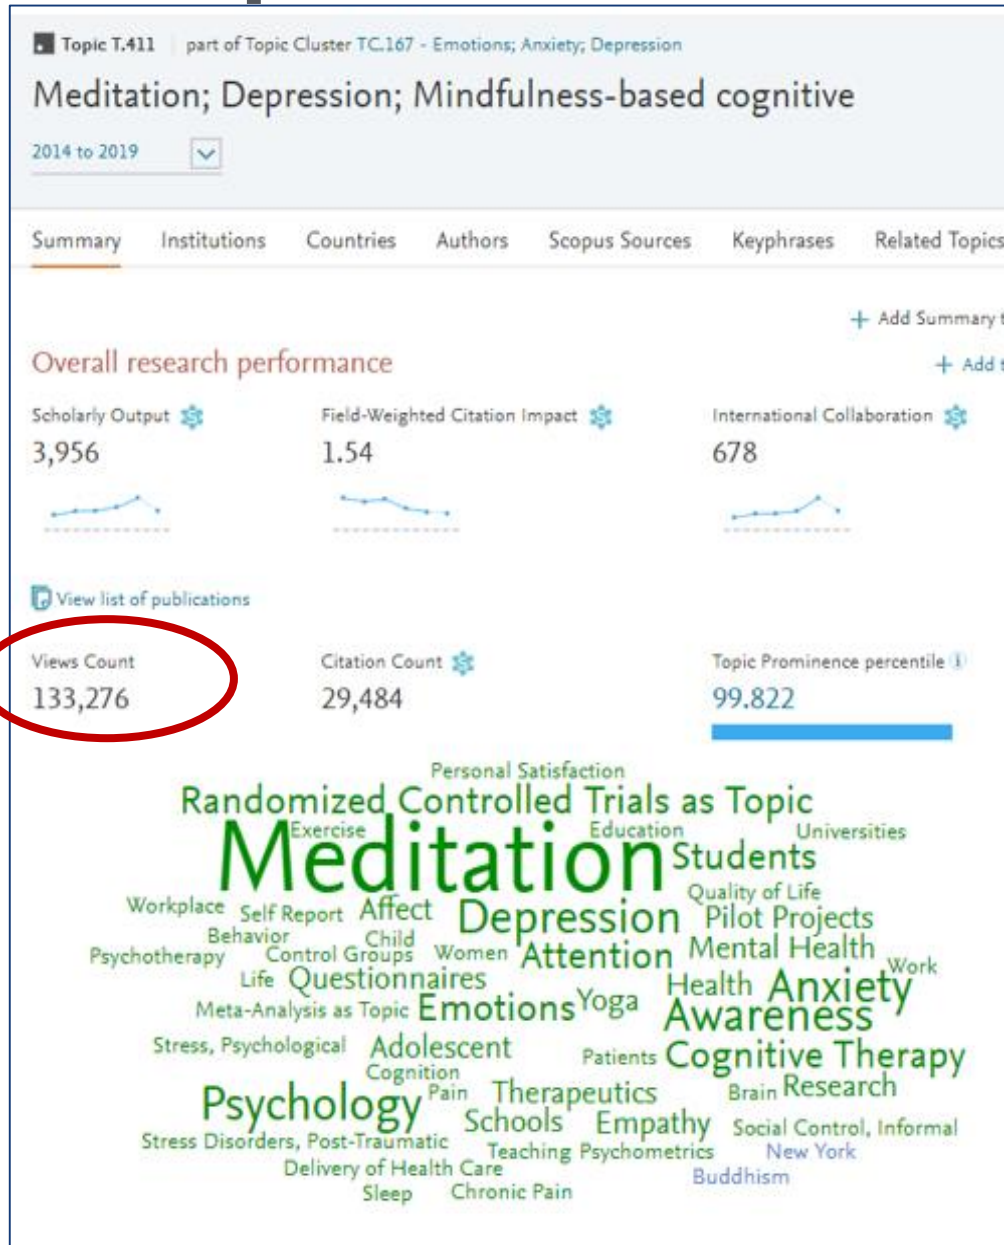 Topic T.411 part of Topic Cluster TC.167 - Emotions; Anxiety; Depression
Meditation; Depression; Mindfulness-based cognitive
2014 to 2019
Summary Institutions Countries Authors Scopus Sources Keyphrases Related Topics
+ Add Summary t
Overall research performance + Add t
Scholarly Output Field-Weighted Citation Impact International Collaboration
3,956 1.54 678
View list of publications
Views Count Citation Count Topic Prominence percentile
133,276 29,484 99.822
Personal Satisfaction
Randomized Controlled Trials as Topic
Exercise Education Universities
Meditation Students
Quality of Life
Workplace Self Report Affect Depression Pilot Projects
Behavior Child
Psychotherapy Control Groups Women Attention Mental Health
Work
Life Questionnaires Health Anxiety
Meta-Analysis as Topic Emotions Yoga Awareness
Stress, Psychological Adolescent Patients Cognitive Therapy
Cognition
Psychology Pain Therapeutics Brain Research
Schools Empathy Social Control, Informal
Stress Disorders, Post-Traumatic Teaching Psychometrics New York
Delivery of Health Care Buddhism
Sleep Chronic Pain